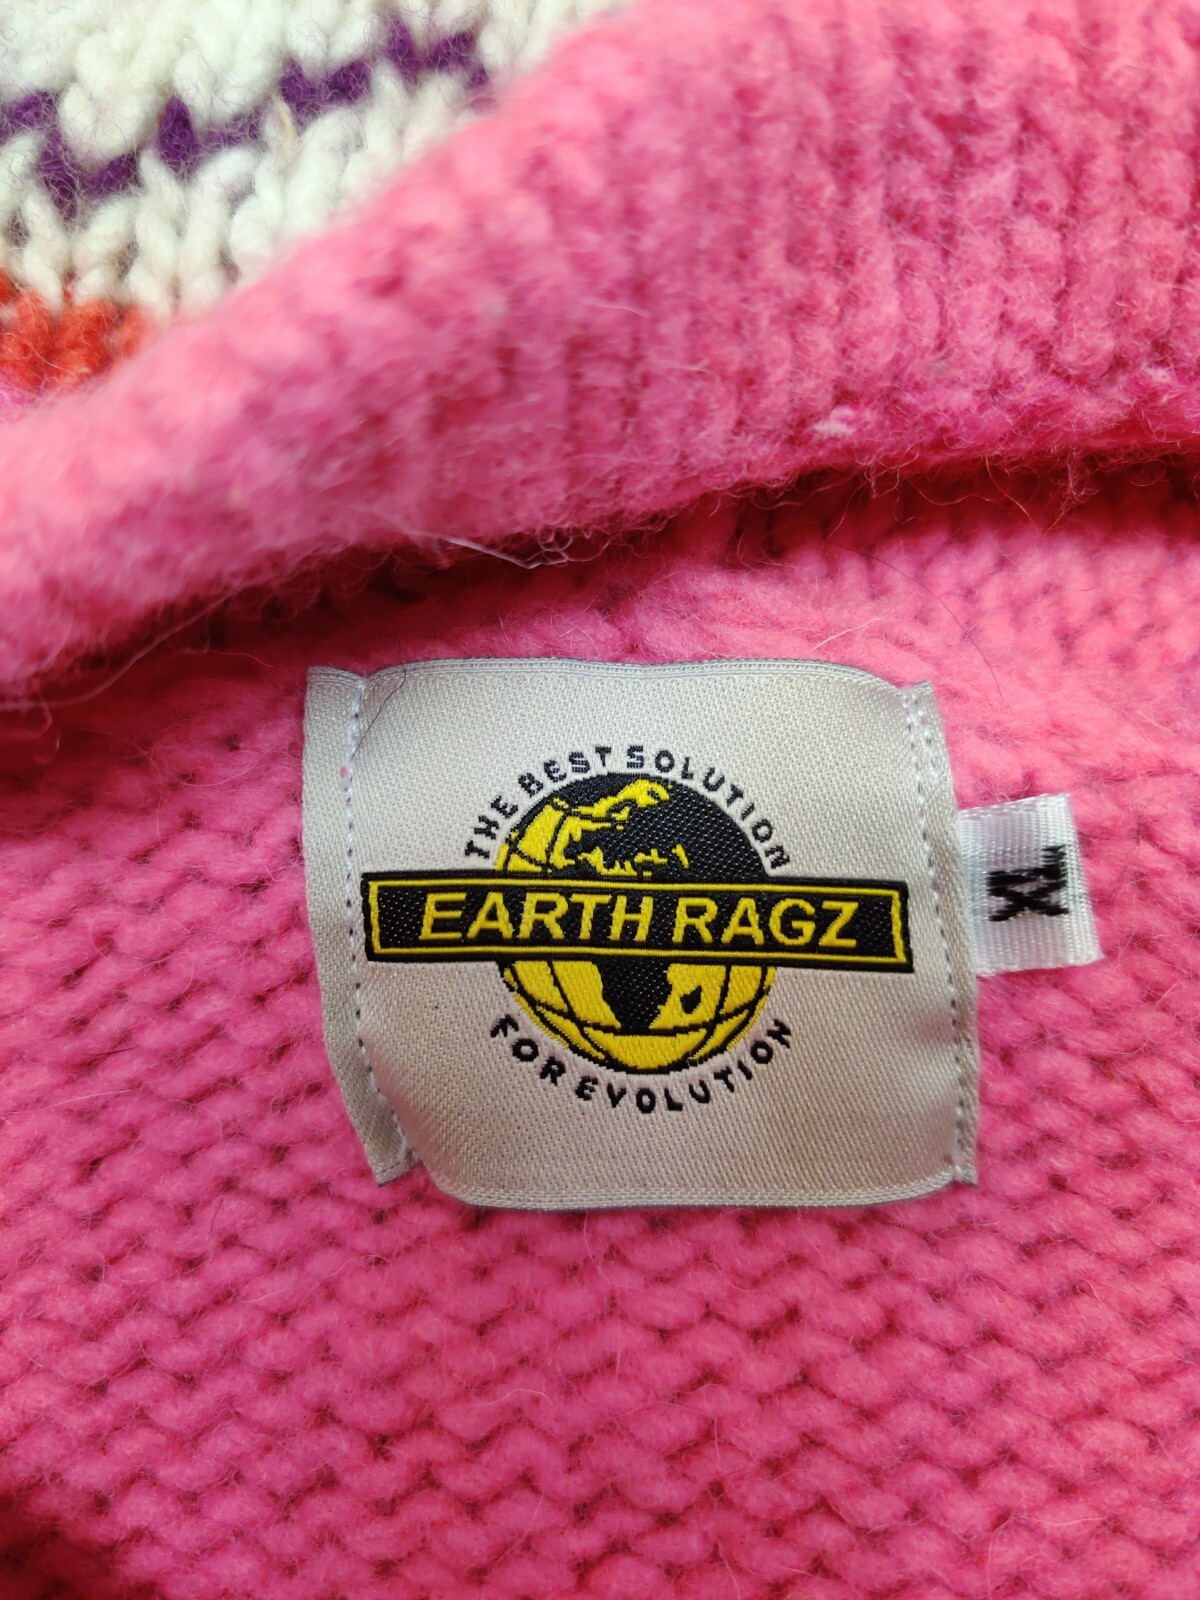 THE BEST SOLUTION
EARTH RAGZ
FOR EVOLUTION
XL